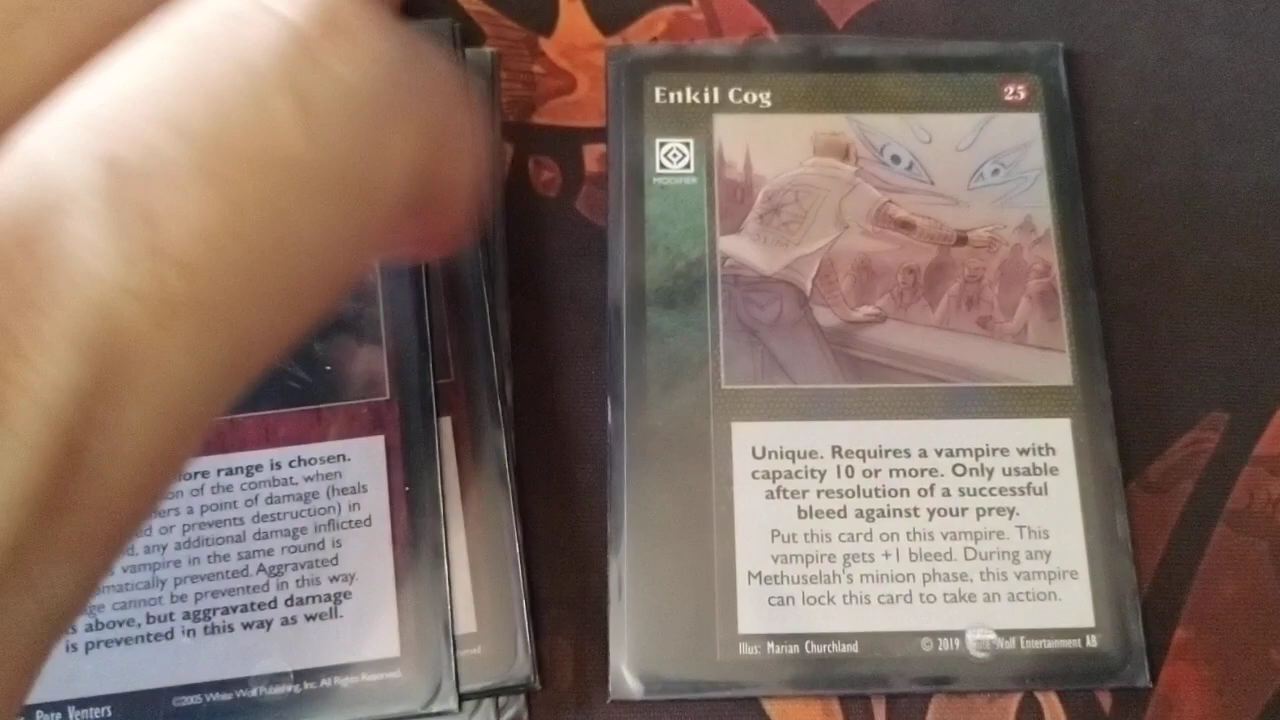 Enkil Cog
25
MODIFIER
Unique. Requires a vampire with
capacity 10 or more. Only usable
after resolution of a successful
bleed against your prey.
Put this card on this vampire. This
vampire gets +1 bleed. During any
Methuselah's minion phase, this vampire
can lock this card to take an action.
Illus: Marian Churchland
© 2019 Wolf Entertainment AB
ore range is chosen.
on of the combat, when
ers a point of damage (heals
ed or prevents destruction) in
d, any additional damage inflicted
vampire in the same round is
matically prevented. Aggravated
ge cannot be prevented in this way.
s above, but aggravated damage
is prevented in this way as well.
©2005 White Wolf Publishing, Inc. All Rights Reserved.
Pere Venters